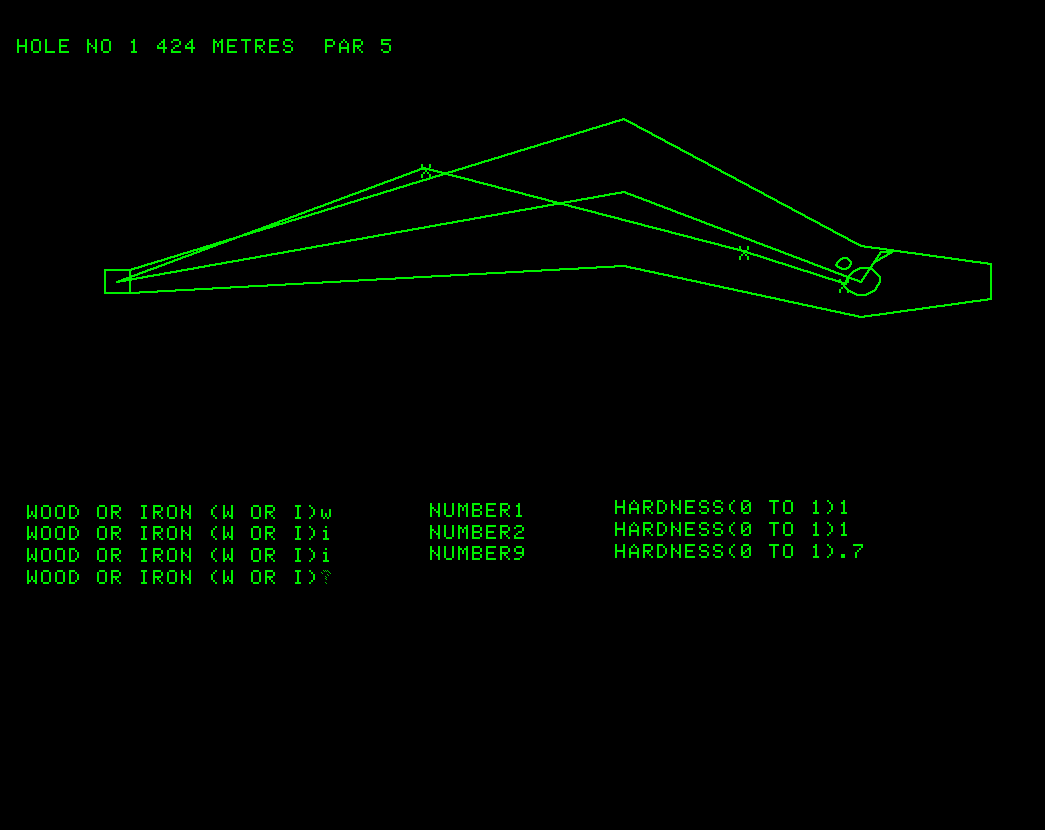 HOLE NO 1 424 METRES PAR 5
WOOD OR IRON (W OR I)w NUMBER1 HARDNESS(0 TO 1)1
WOOD OR IRON (W OR I)i NUMBER2 HARDNESS(0 TO 1)1
WOOD OR IRON (W OR I)i NUMBER9 HARDNESS(0 TO 1).7
WOOD OR IRON (W OR I)?